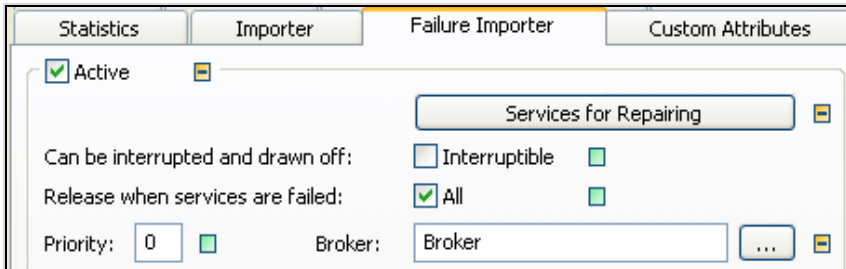 Statistics Importer Failure Importer Custom Attributes
Active
Services for Repairing
Can be interrupted and drawn off: Interruptible
Release when services are failed: All
Priority: 0 Broker: Broker ...